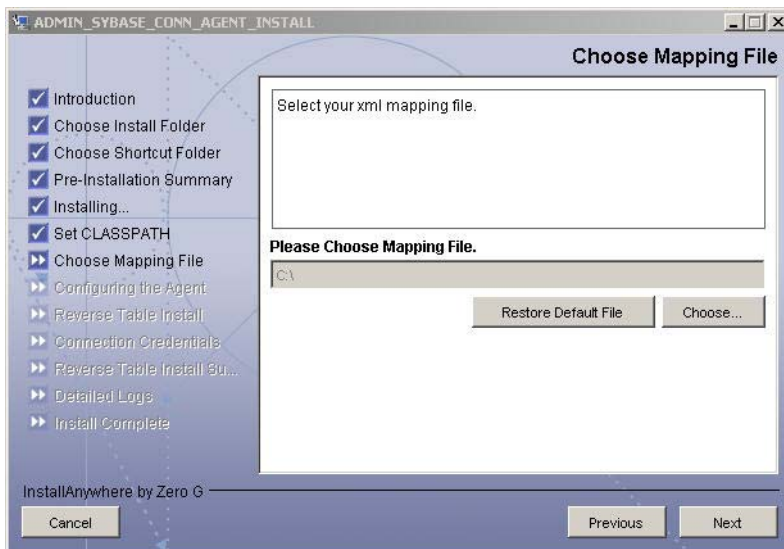 ADMIN_SYBASE_CONN_AGENT_INSTALL
Choose Mapping File
Introduction
Choose Install Folder
Choose Shortcut Folder
Pre-Installation Summary
Installing...
Set CLASSPATH
Choose Mapping File
Configuring the Agent
Reverse Table Install
Connection Credentials
Reverse Table Install Su...
Detailed Logs
Install Complete
Select your xml mapping file.
Please Choose Mapping File.
C:\
Restore Default File
Choose...
InstallAnywhere by Zero G
Cancel
Previous
Next